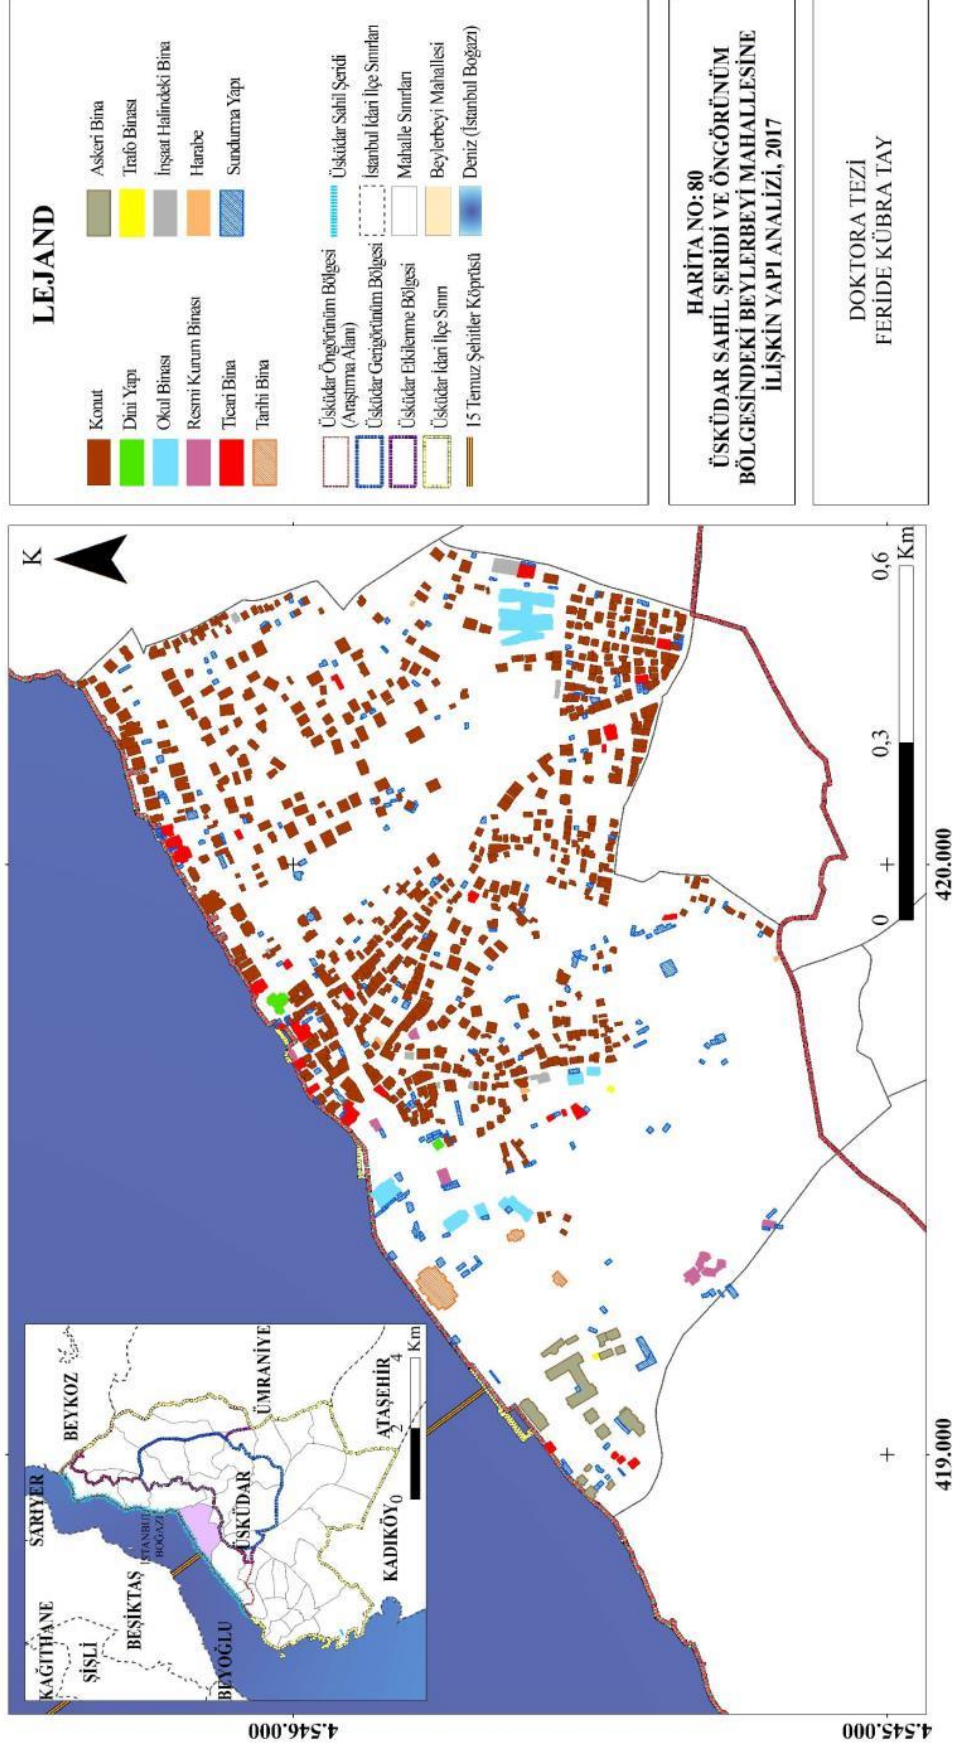 K
KAĞITHANE
SARIYER
ŞİŞLİ
BEYKOZ
BEŞİKTAŞ
İSTANBUL
BOĞAZI
ÜMRANİYE
BEYOĞLU
ÜSKÜDAR
ATAŞEHİR
KADIKÖY
0 2 4
Km
4.546.000
4.545.000
419.000
420.000
0 0,3 0,6
Km
LEJAND
Konut
Dini Yapı
Okul Binası
Resmi Kurum Binası
Ticari Bina
Tarihi Bina
Askeri Bina
Trafo Binası
İnşaat Halindeki Bina
Harabe
Sundurma Yapı
Üsküdar Öngörünüm Bölgesi
(Araştırma Alanı)
Üsküdar Gerigörünüm Bölgesi
Üsküdar Etkilenme Bölgesi
Üsküdar İdari İlçe Sınırı
15 Temuz Şehitler Köprüsü
Üsküdar Sahil Şeridi
İstanbul İdari İlçe Sınırları
Mahalle Sınırları
Beylerbeyi Mahallesi
Deniz (İstanbul Boğazı)
HARİTA NO: 80
ÜSKÜDAR SAHİL ŞERİDİ VE ÖNGÖRÜNÜM
BÖLGESİNDEKİ BEYLERBEYİ MAHALLESİNE
İLİŞKİN YAPI ANALİZİ, 2017
DOKTORA TEZİ
FERİDE KÜBRA TAY